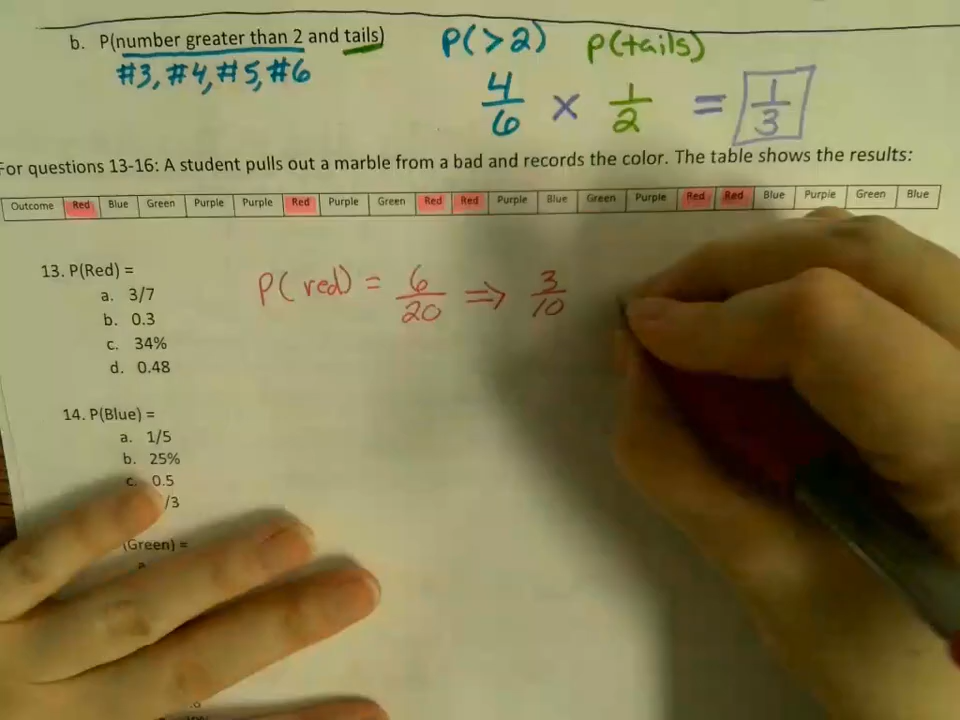 b. P(number greater than 2 and tails) P(>2) P(tails)
#3, #4, #5, #6 4/6 x 1/2 = 1/3
For questions 13-16: A student pulls out a marble from a bad and records the color. The table shows the results:
Outcome Red Blue Green Purple Purple Red Purple Green Red Red Purple Blue Green Purple Red Red Blue Purple Green Blue
13. P(Red) = P(red) = 6/20 ⇒ 3/10
a. 3/7
b. 0.3
c. 34%
d. 0.48
14. P(Blue) =
a. 1/5
b. 25%
c. 0.5
/3
(Green) =